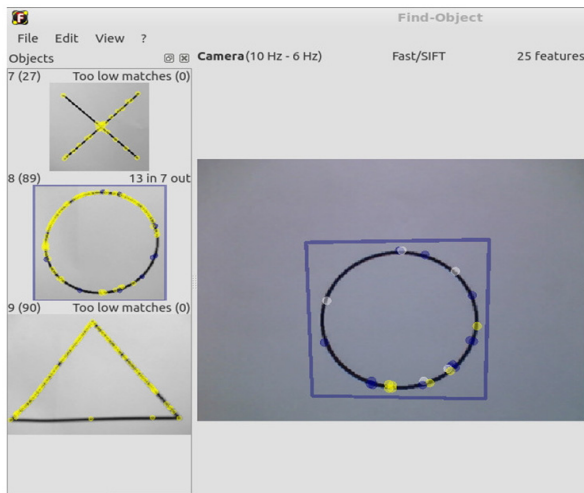 Find-Object
File Edit View ?
Objects
Camera (10 Hz - 6 Hz) Fast/SIFT 25 features
7 (27) Too low matches (0)
8 (89) 13 in 7 out
9 (90) Too low matches (0)